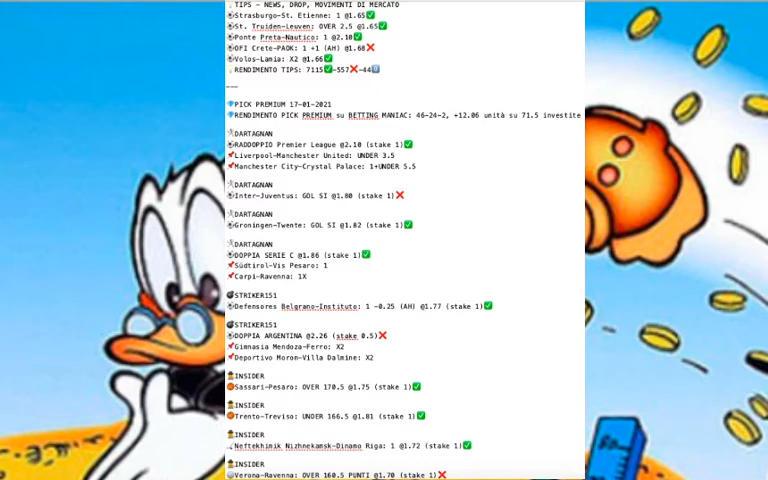 TIPS - NEWS, DROP, MOVIMENTI DI MERCATO
⚽Strasburgo-St. Etienne: 1 @1.65✅
⚽St. Truiden-Leuven: OVER 2.5 @1.65✅
⚽Ponte Preta-Nautico: 1 @2.10✅
⚽OFI Crete-PAOK: 1 +1 (AH) @1.68❌
⚽Volos-Lamia: X2 @1.66✅
RENDIMENTO TIPS: 7115✅-557❌-44🔃
---
💎PICK PREMIUM 17-01-2021
💎RENDIMENTO PICK PREMIUM su BETTING MANIAC: 46-24-2, +12.06 unità su 71.5 investite
🤺DARTAGNAN
⚽RADDOPPIO Premier League @2.10 (stake 1)✅
📌Liverpool-Manchester United: UNDER 3.5
📌Manchester City-Crystal Palace: 1+UNDER 5.5
🤺DARTAGNAN
⚽Inter-Juventus: GOL SI @1.80 (stake 1)❌
🤺DARTAGNAN
⚽Groningen-Twente: GOL SI @1.82 (stake 1)✅
🤺DARTAGNAN
⚽DOPPIA SERIE C @1.86 (stake 1)✅
📌Südtirol-Vis Pesaro: 1
📌Carpi-Ravenna: 1X
💣STRIKER151
⚽Defensores Belgrano-Instituto: 1 -0.25 (AH) @1.77 (stake 1)✅
💣STRIKER151
⚽DOPPIA ARGENTINA @2.26 (stake 0.5)❌
📌Gimnasia Mendoza-Ferro: X2
📌Deportivo Moron-Villa Dalmine: X2
🕵INSIDER
🏀Sassari-Pesaro: OVER 170.5 @1.75 (stake 1)✅
🕵INSIDER
🏀Trento-Treviso: UNDER 166.5 @1.81 (stake 1)✅
🕵INSIDER
🏒Neftekhimik Nizhnekamsk-Dinamo Riga: 1 @1.72 (stake 1)✅
🕵INSIDER
🏐Verona-Ravenna: OVER 160.5 PUNTI @1.70 (stake 1)❌